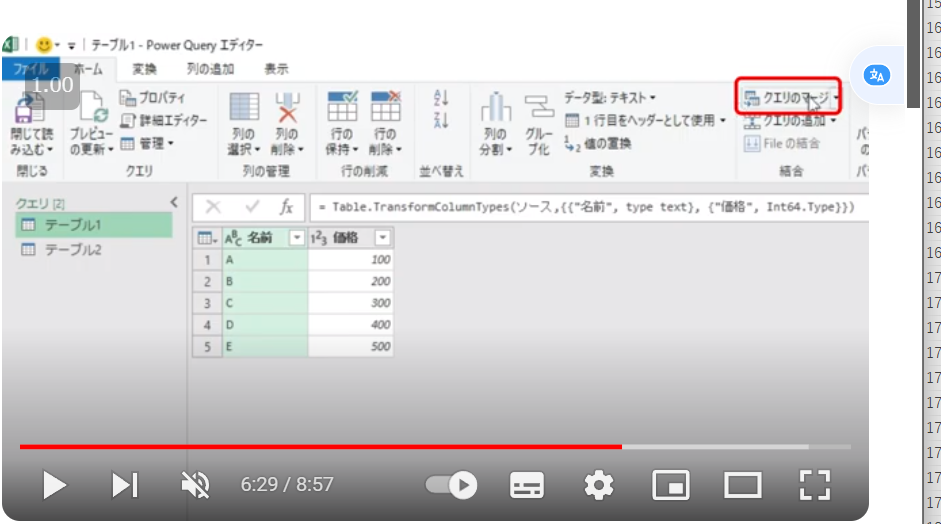 テーブル1 - Power Query エディター
ファイル ホーム 変換 列の追加 表示
1.00
閉じて読み込む
プレビューの更新
プロパティ
詳細エディター
管理
列の選択
列の削除
行の保持
行の削除
列の分割
グループ化
データ型: テキスト
1 行目をヘッダーとして使用
値の置換
クエリのマージ
クエリの追加
File の結合
閉じる クエリ 列の管理 行の削減 並べ替え 変換 結合
クエリ [2]
テーブル1
テーブル2
fx = Table.TransformColumnTypes(ソース,{{"名前", type text}, {"価格", Int64.Type}})
ABC 名前 123 価格
1 A 100
2 B 200
3 C 300
4 D 400
5 E 500
6:29 / 8:57